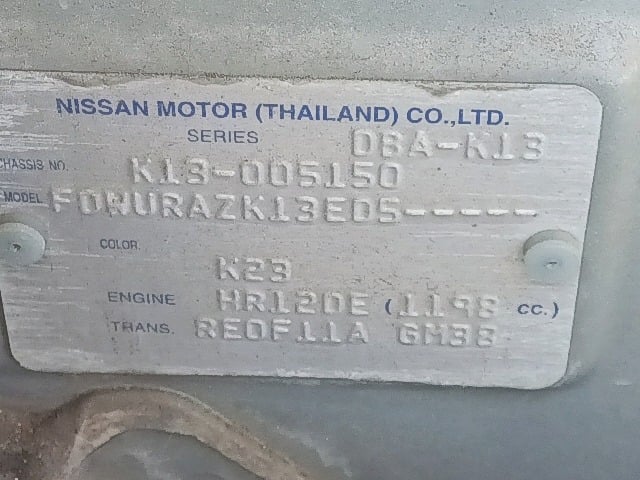 NISSAN MOTOR (THAILAND) CO.,LTD.
SERIES DBA-K13
CHASSIS NO. K13-005150
MODEL FDWURAZK13EDS-----
COLOR K23
ENGINE HR12DE (1198 CC.)
TRANS. RE0F11A GM38